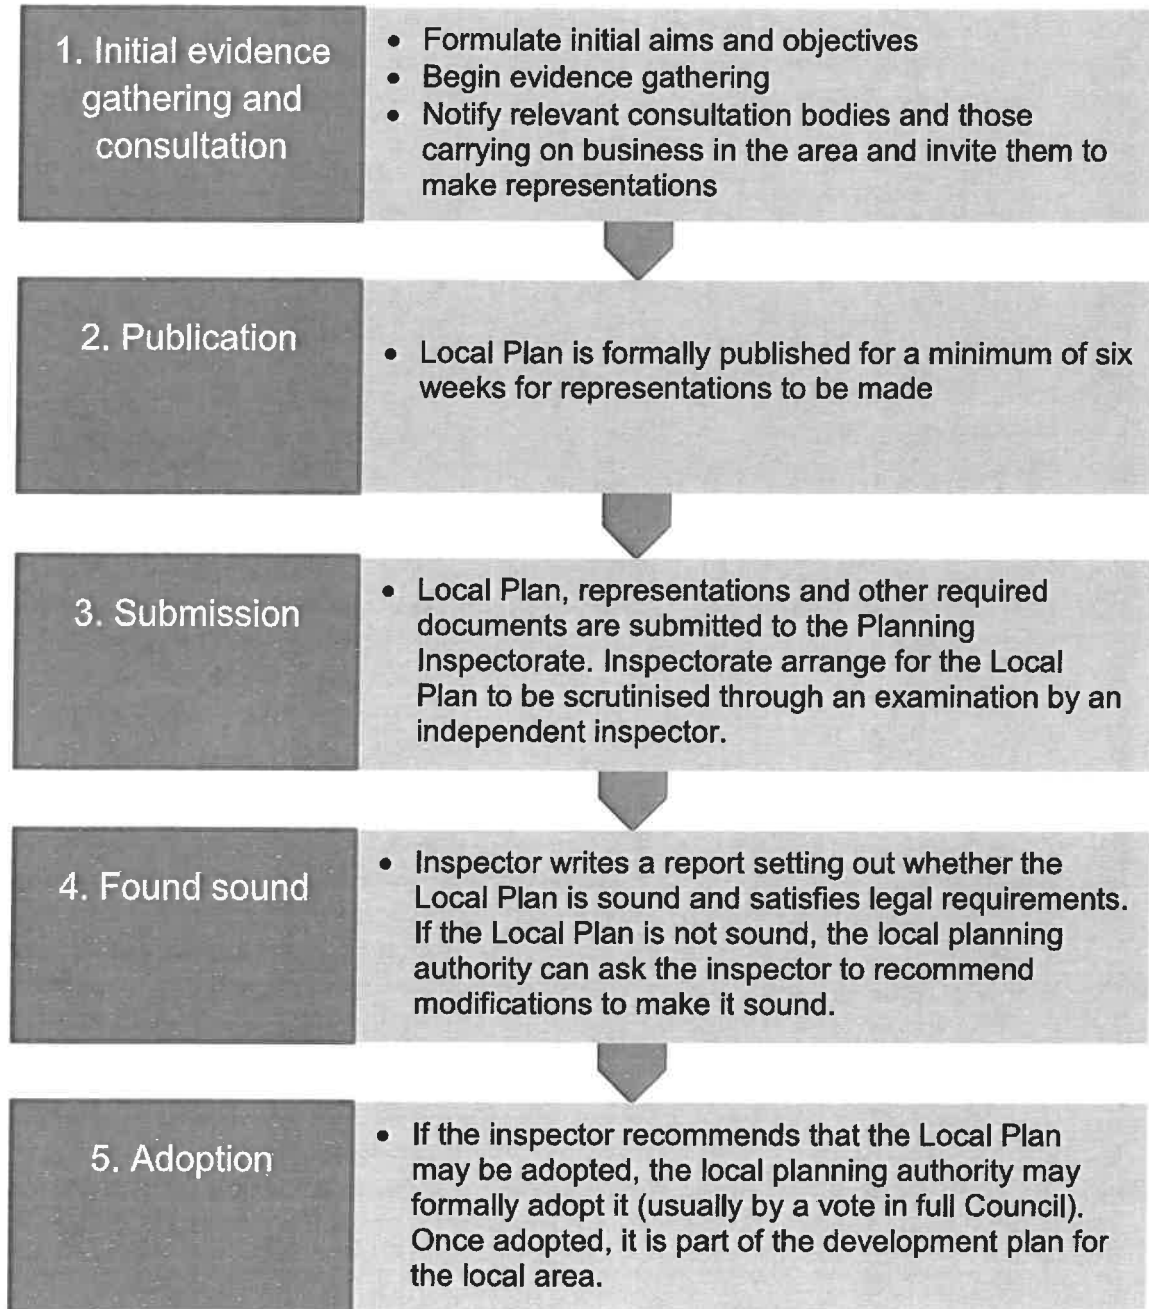 1. Initial evidence
gathering and
consultation
• Formulate initial aims and objectives
• Begin evidence gathering
• Notify relevant consultation bodies and those
carrying on business in the area and invite them to
make representations
2. Publication
• Local Plan is formally published for a minimum of six
weeks for representations to be made
3. Submission
• Local Plan, representations and other required
documents are submitted to the Planning
Inspectorate. Inspectorate arrange for the Local
Plan to be scrutinised through an examination by an
independent inspector.
4. Found sound
• Inspector writes a report setting out whether the
Local Plan is sound and satisfies legal requirements.
If the Local Plan is not sound, the local planning
authority can ask the inspector to recommend
modifications to make it sound.
5. Adoption
• If the inspector recommends that the Local Plan
may be adopted, the local planning authority may
formally adopt it (usually by a vote in full Council).
Once adopted, it is part of the development plan for
the local area.